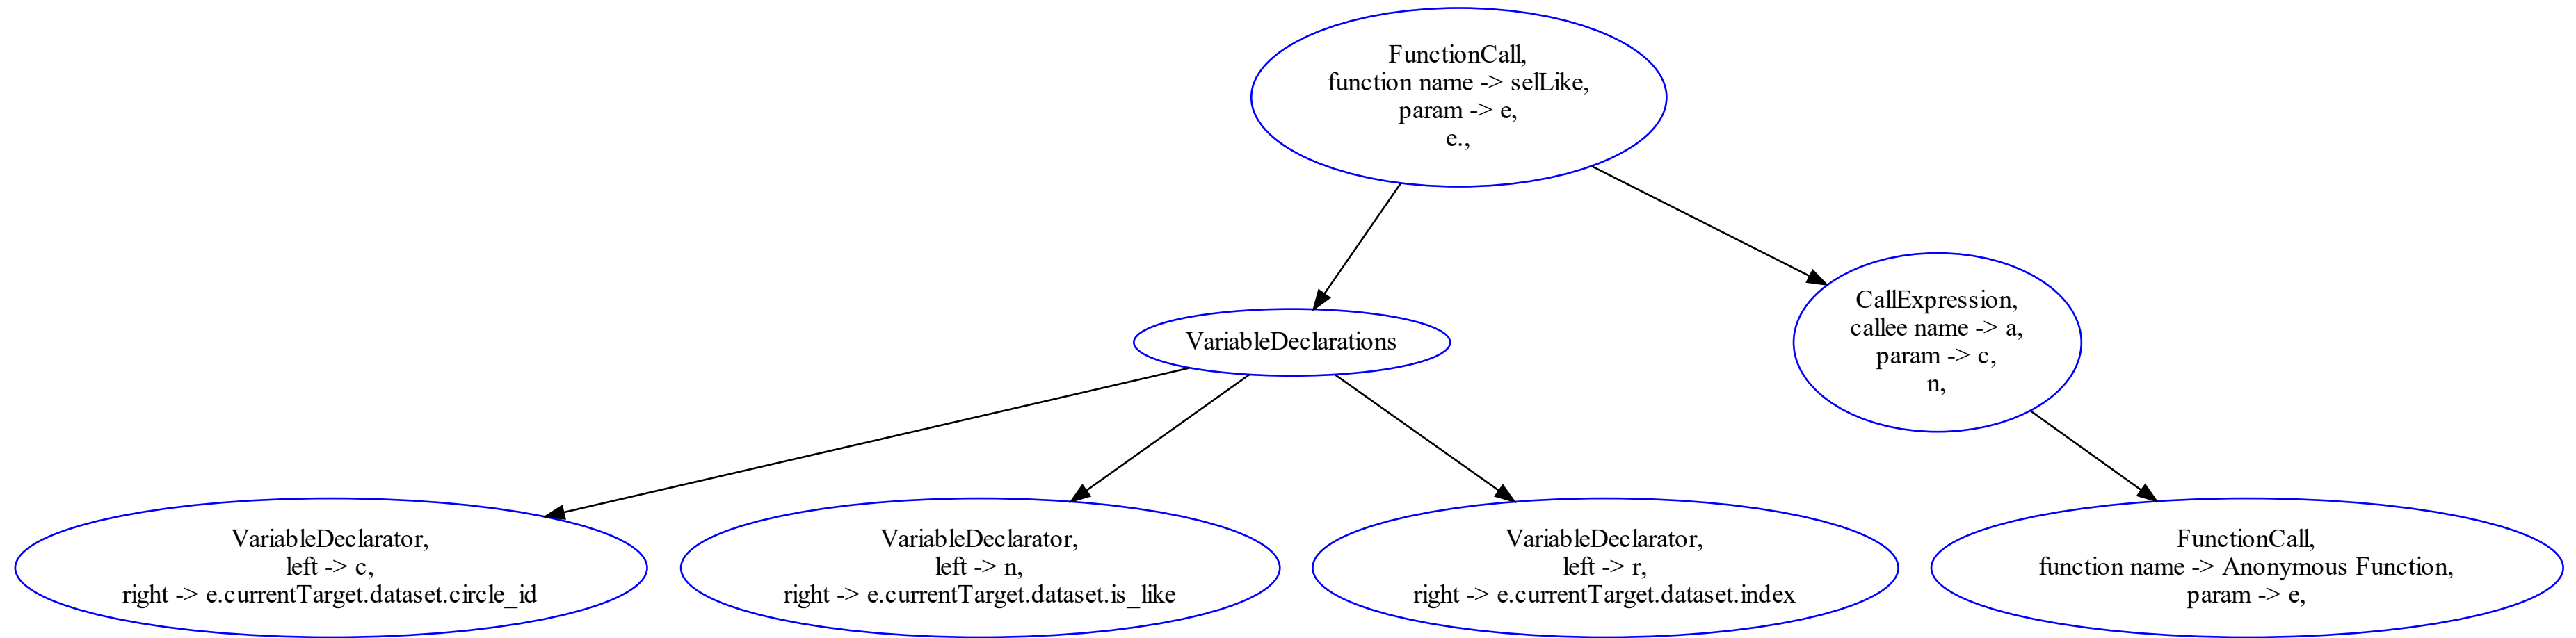 FunctionCall,
function name -> selLike,
param -> e,
e.,
VariableDeclarations
CallExpression,
callee name -> a,
param -> c,
n,
VariableDeclarator,
left -> c,
right -> e.currentTarget.dataset.circle_id
VariableDeclarator,
left -> n,
right -> e.currentTarget.dataset.is_like
VariableDeclarator,
left -> r,
right -> e.currentTarget.dataset.index
FunctionCall,
function name -> Anonymous Function,
param -> e,